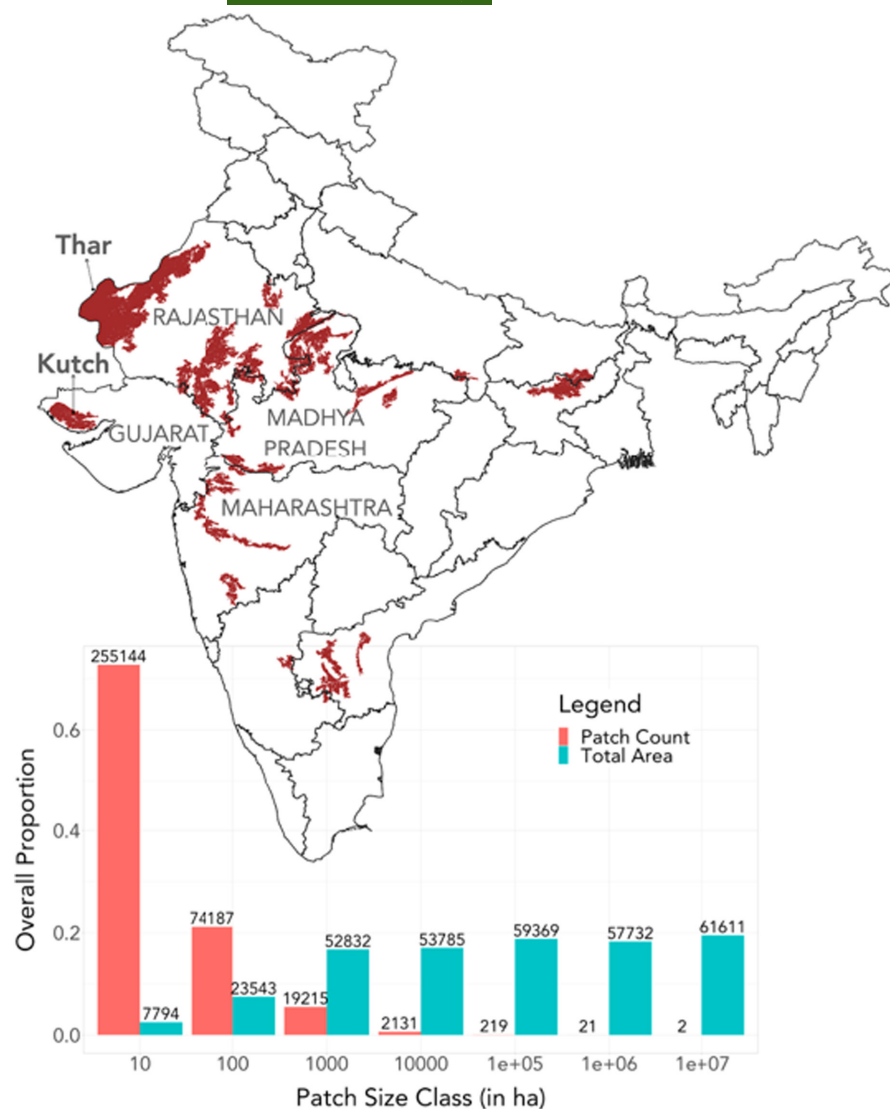 Thar
RAJASTHAN
Kutch
GUJARAT
MADHYA
PRADESH
MAHARASHTRA
255144
Legend
Patch Count
Total Area
0.6
0.4
0.2
0.0
Overall Proportion
74187
52832
53785
59369
57732
61611
23543
19215
7794
2131
219
21
2
10
100
1000
10000
1e+05
1e+06
1e+07
Patch Size Class (in ha)